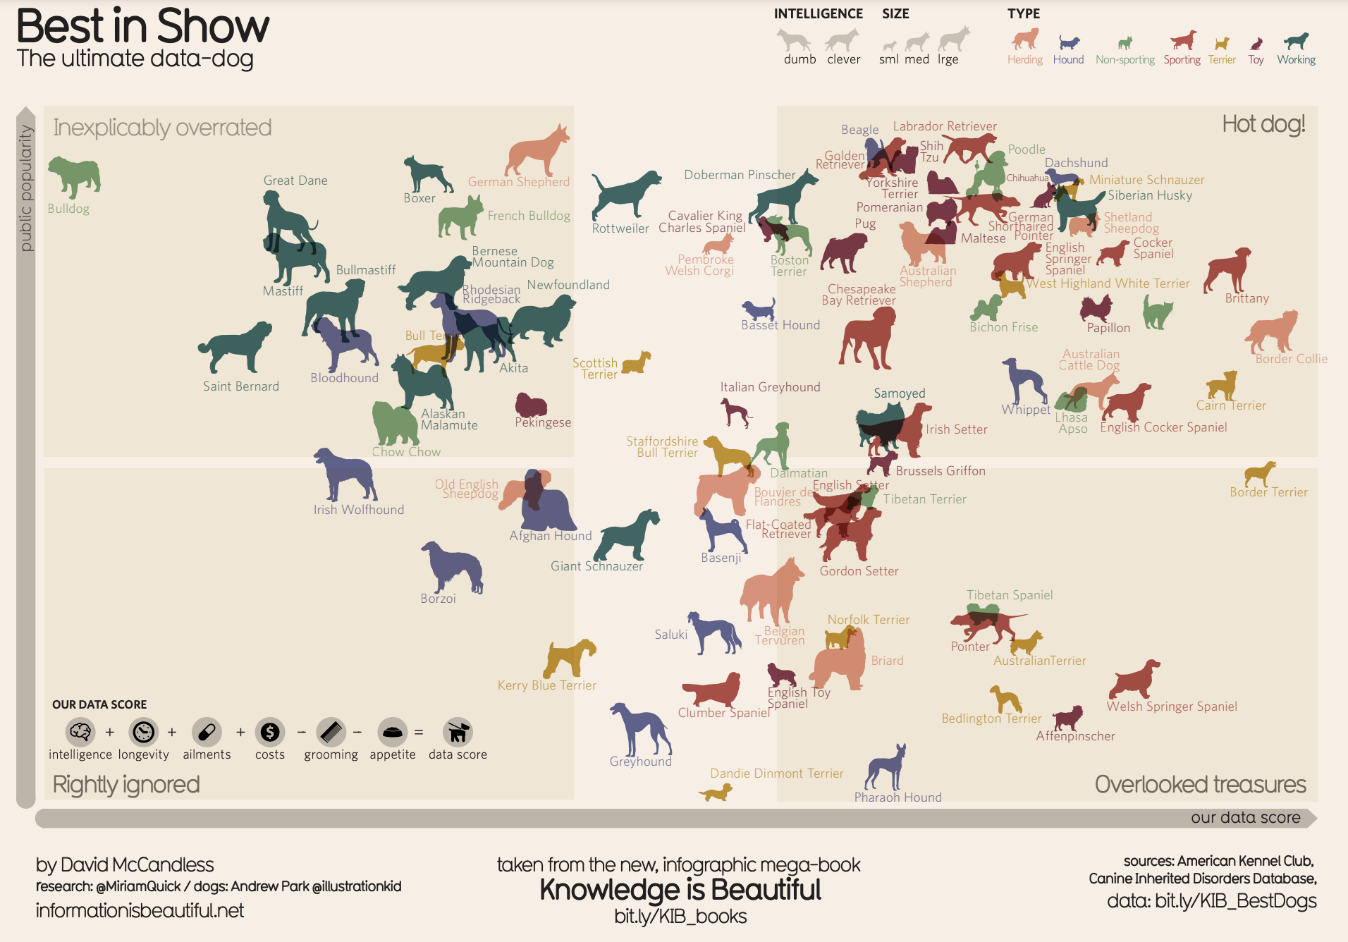 Best in Show
The ultimate data-dog
INTELLIGENCE
dumb clever
SIZE
sml med lrge
TYPE
Herding Hound Non-sporting Sporting Terrier Toy Working
public popularity
Inexplicably overrated
Hot dog!
Bulldog
Great Dane
Boxer
German Shepherd
French Bulldog
Mastiff
Bullmastiff
Bernese
Mountain Dog
Rhodesian
Ridgeback
Newfoundland
Saint Bernard
Bloodhound
Bull Ter
Akita
Alaskan
Malamute
Pekingese
Chow Chow
Rottweiler
Doberman Pinscher
Cavalier King
Charles Spaniel
Pembroke
Welsh Corgi
Boston
Terrier
Basset Hound
Scottish
Terrier
Italian Greyhound
Staffordshire
Bull Terrier
Dalmatian
Beagle
Labrador Retriever
Golden
Retriever
Shih
Tzu
Poodle
Yorkshire
Terrier
Chihuahua
Dachshund
Miniature Schnauzer
Siberian Husky
Pomeranian
Pug
Maltese
German
Shorthaired
Pointer
Shetland
Sheepdog
Australian
Shepherd
English
Springer
Spaniel
Cocker
Spaniel
Brittany
West Highland White Terrier
Chesapeake
Bay Retriever
Bichon Frise
Papillon
Border Collie
Australian
Cattle Dog
Whippet
Lhasa
Apso
English Cocker Spaniel
Cairn Terrier
Samoyed
Irish Setter
Brussels Griffon
Irish Wolfhound
Old English
Sheepdog
Afghan Hound
Borzoi
Giant Schnauzer
Kerry Blue Terrier
Bouvier de
Flandres
English Setter
Tibetan Terrier
Border Terrier
Flat-Coated
Retriever
Basenji
Gordon Setter
Saluki
Belgian
Tervuren
Norfolk Terrier
Briard
Tibetan Spaniel
Pointer
AustralianTerrier
Clumber Spaniel
English Toy
Spaniel
Bedlington Terrier
Affenpinscher
Welsh Springer Spaniel
Greyhound
Dandie Dinmont Terrier
Pharaoh Hound
OUR DATA SCORE
+ + + − − =
intelligence longevity ailments costs grooming appetite data score
Rightly ignored
Overlooked treasures
our data score
by David McCandless
research: @MiriamQuick / dogs: Andrew Park @illustrationkid
informationisbeautiful.net
taken from the new, infographic mega-book
Knowledge is Beautiful
bit.ly/KIB_books
sources: American Kennel Club,
Canine Inherited Disorders Database,
data: bit.ly/KIB_BestDogs